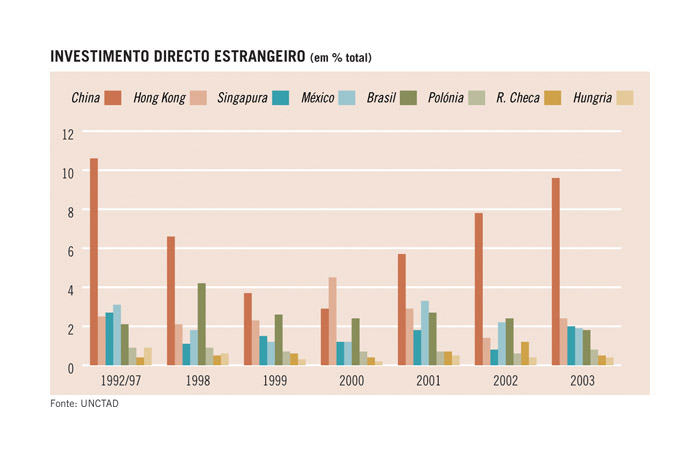 INVESTIMENTO DIRECTO ESTRANGEIRO (em % total)
China Hong Kong Singapura México Brasil Polónia R. Checa Hungria
12
10
8
6
4
2
0
1992/97 1998 1999 2000 2001 2002 2003
Fonte: UNCTAD